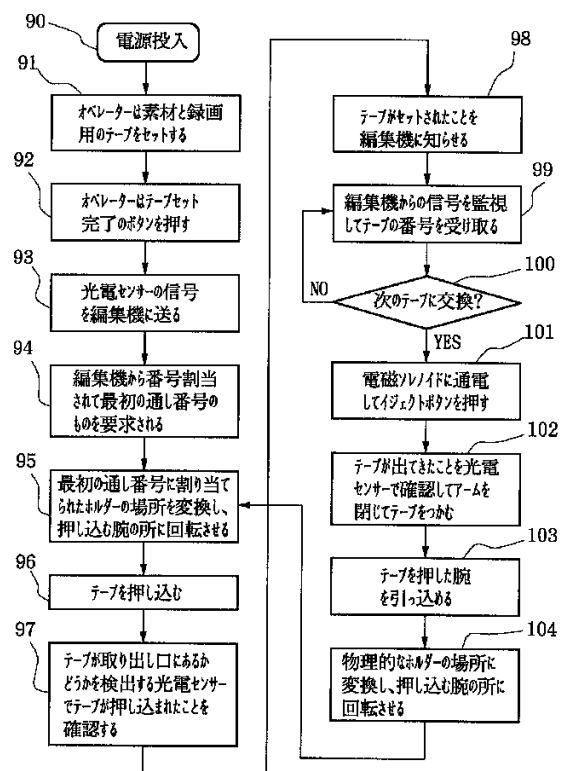 90
電源投入
91
オペレーターは素材と録画
用のテープをセットする
92
オペレーターはテープセット
完了のボタンを押す
93
光電センサーの信号
を編集機に送る
94
編集機から番号割当
されて最初の通し番号の
ものを要求される
95
最初の通し番号に割り当て
られたホルダーの場所を変換し、
押し込む腕の所に回転させる
96
テープを押し込む
97
テープが取り出し口にあるか
どうかを検出する光電センサー
でテープが押し込まれたことを
確認する
98
テープがセットされたことを
編集機に知らせる
99
編集機からの信号を監視
してテープの番号を受け取る
100
次のテープに交換?
NO
YES
101
電磁ソレノイドに通電
してイジェクトボタンを押す
102
テープが出てきたことを光電
センサーで確認してアームを
閉じてテープをつかむ
103
テープを押した腕
を引っ込める
104
物理的なホルダーの場所に
変換し、押し込む腕の所に
回転させる